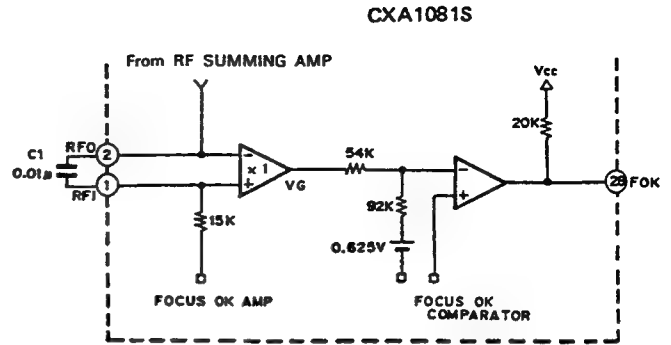 CXA1081S
From RF SUMMING AMP
Vcc
20K
C1
0.01μ
RFO
2
1
RFI
-
x 1
+
VG
54K
15K
92K
0.625V
-
+
28
FOK
FOCUS OK AMP
FOCUS OK
COMPARATOR